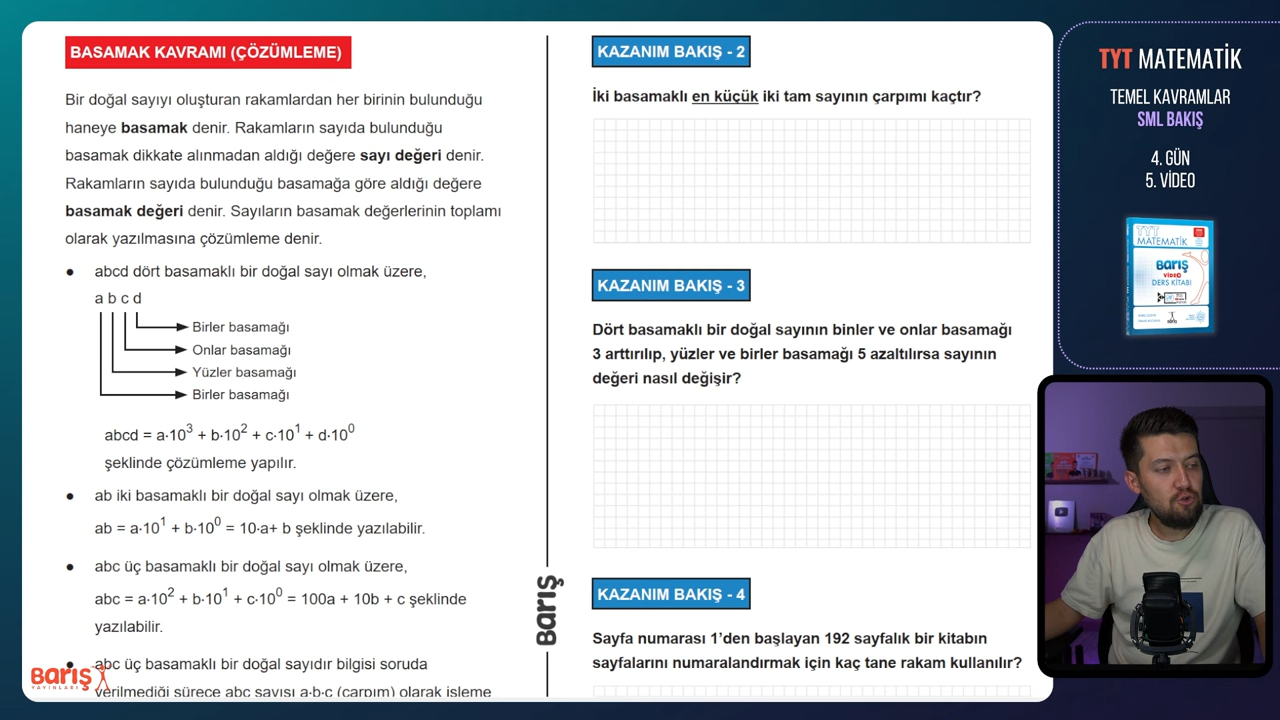 BASAMAK KAVRAMI (ÇÖZÜMLEME)
Bir doğal sayıyı oluşturan rakamlardan her birinin bulunduğu
haneye basamak denir. Rakamların sayıda bulunduğu
basamak dikkate alınmadan aldığı değere sayı değeri denir.
Rakamların sayıda bulunduğu basamağa göre aldığı değere
basamak değeri denir. Sayıların basamak değerlerinin toplamı
olarak yazılmasına çözümleme denir.
● abcd dört basamaklı bir doğal sayı olmak üzere,
a b c d
Birler basamağı
Onlar basamağı
Yüzler basamağı
Birler basamağı
abcd = a·10³ + b·10² + c·10¹ + d·10⁰
şeklinde çözümleme yapılır.
● ab iki basamaklı bir doğal sayı olmak üzere,
ab = a·10¹ + b·10⁰ = 10·a+ b şeklinde yazılabilir.
● abc üç basamaklı bir doğal sayı olmak üzere,
abc = a·10² + b·10¹ + c·10⁰ = 100a + 10b + c şeklinde
yazılabilir.
● abc üç basamaklı bir doğal sayıdır bilgisi soruda
verilmediği sürece abc sayısı a·b·c (çarpım) olarak işleme
BARIŞ
YAYINLARI
BARIŞ
KAZANIM BAKIŞ - 2
İki basamaklı en küçük iki tam sayının çarpımı kaçtır?
KAZANIM BAKIŞ - 3
Dört basamaklı bir doğal sayının binler ve onlar basamağı
3 arttırılıp, yüzler ve birler basamağı 5 azaltılırsa sayının
değeri nasıl değişir?
KAZANIM BAKIŞ - 4
Sayfa numarası 1’den başlayan 192 sayfalık bir kitabın
sayfalarını numaralandırmak için kaç tane rakam kullanılır?
TYT MATEMATİK
TEMEL KAVRAMLAR
SML BAKIŞ
4. GÜN
5. VİDEO
TYT
MATEMATİK
BARIŞ
VİDEO
DERS KİTABI